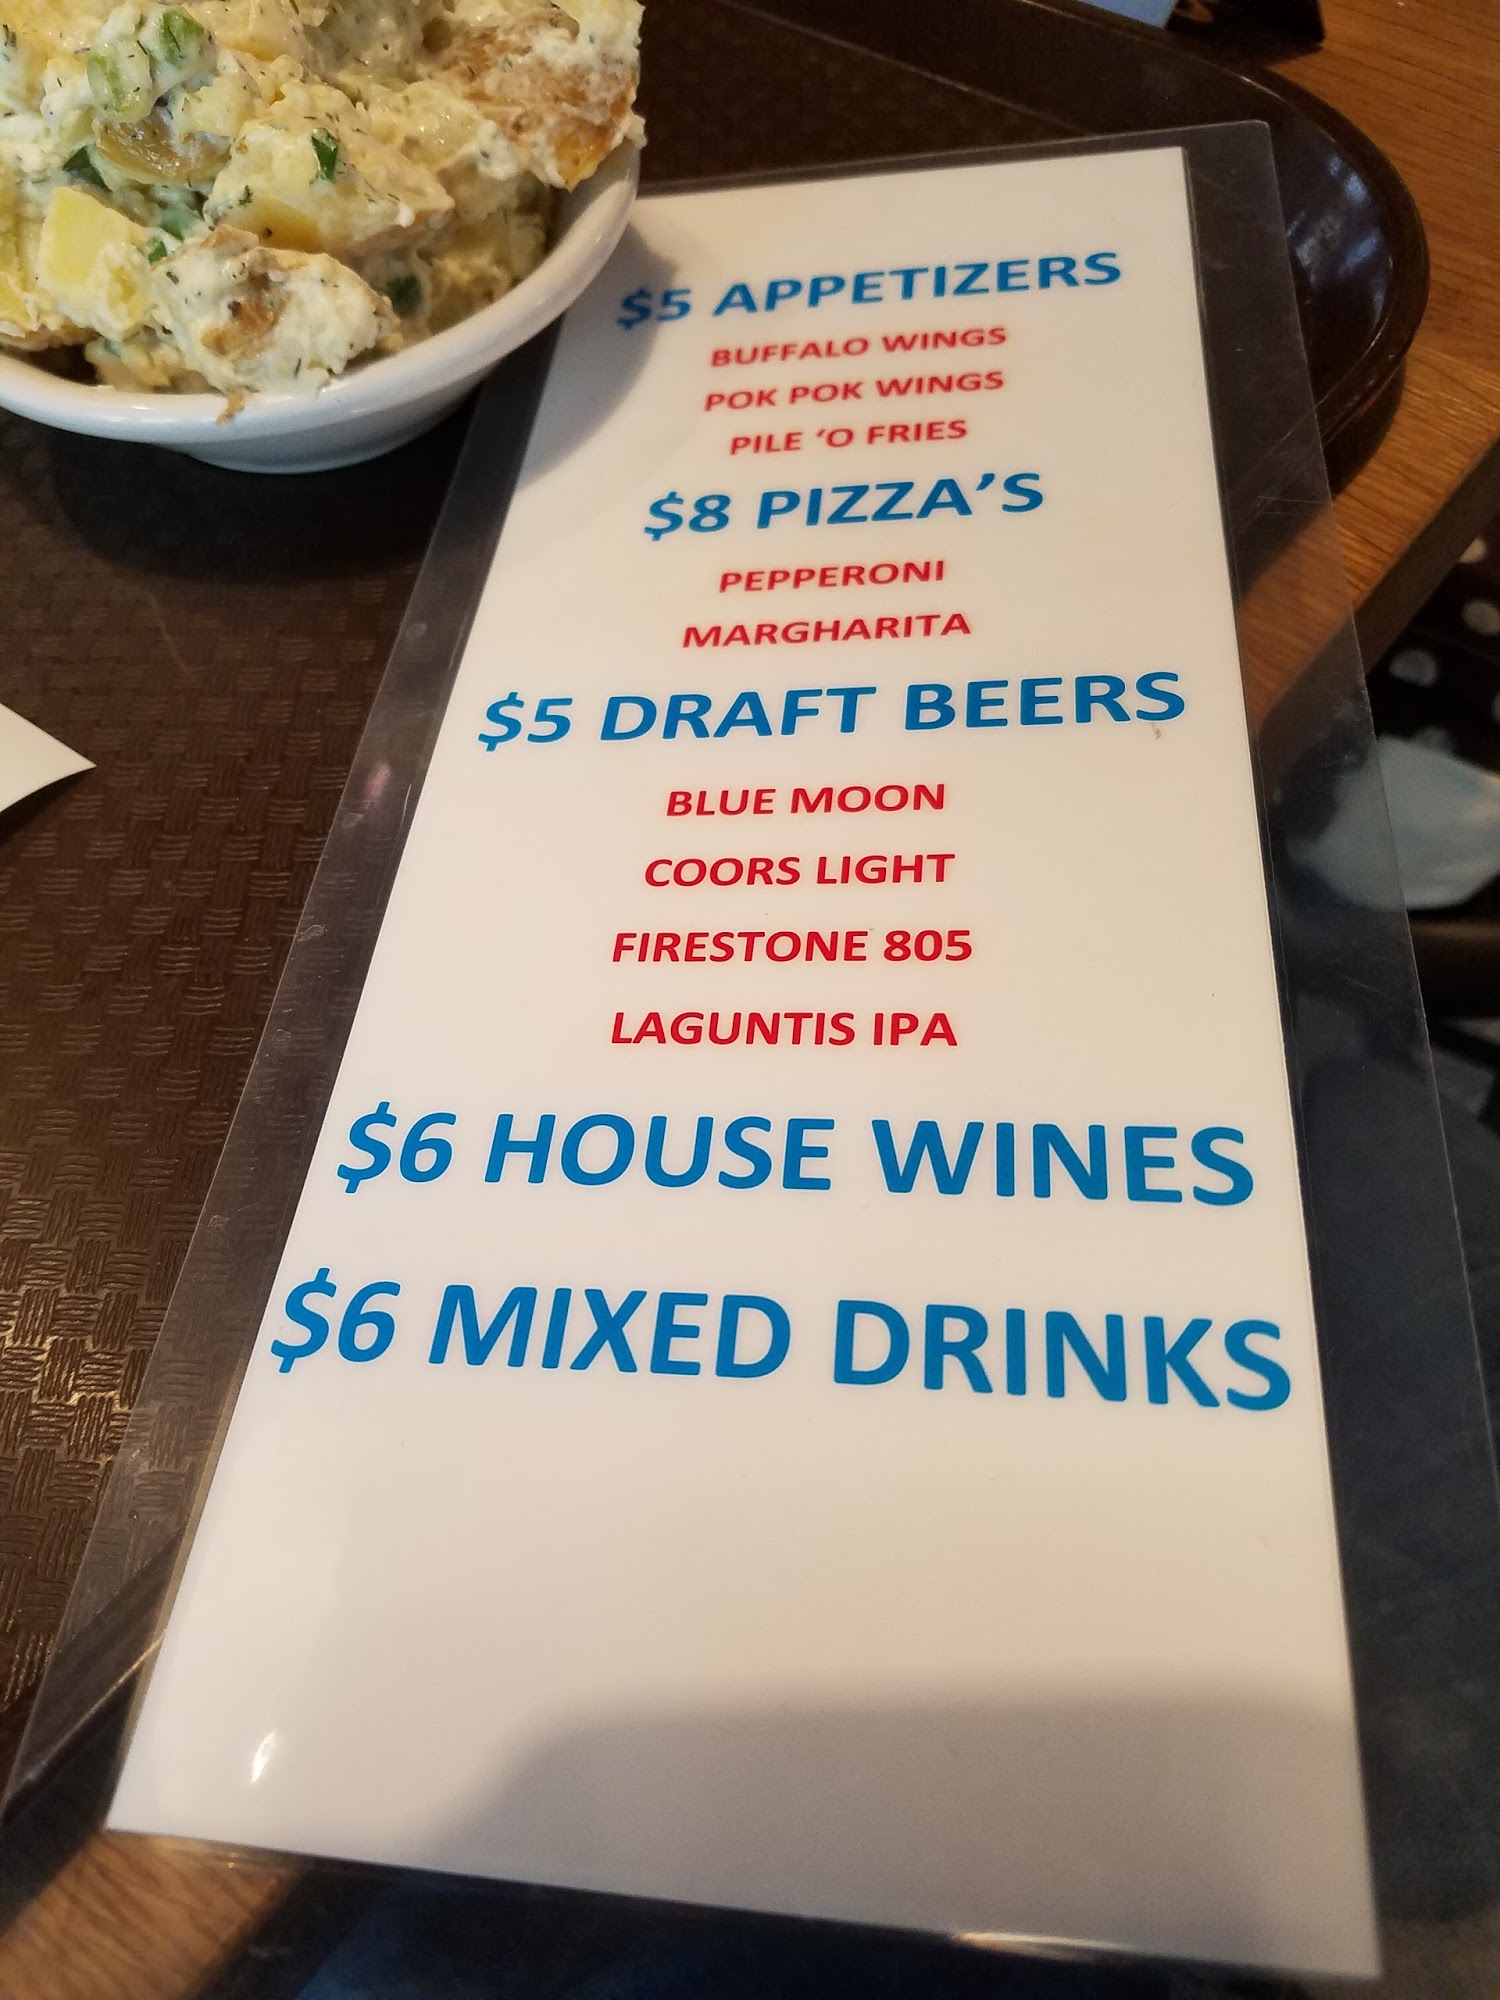 $5 APPETIZERS
BUFFALO WINGS
POK POK WINGS
PILE ‘O FRIES
$8 PIZZA’S
PEPPERONI
MARGHARITA
$5 DRAFT BEERS
BLUE MOON
COORS LIGHT
FIRESTONE 805
LAGUNTIS IPA
$6 HOUSE WINES
$6 MIXED DRINKS